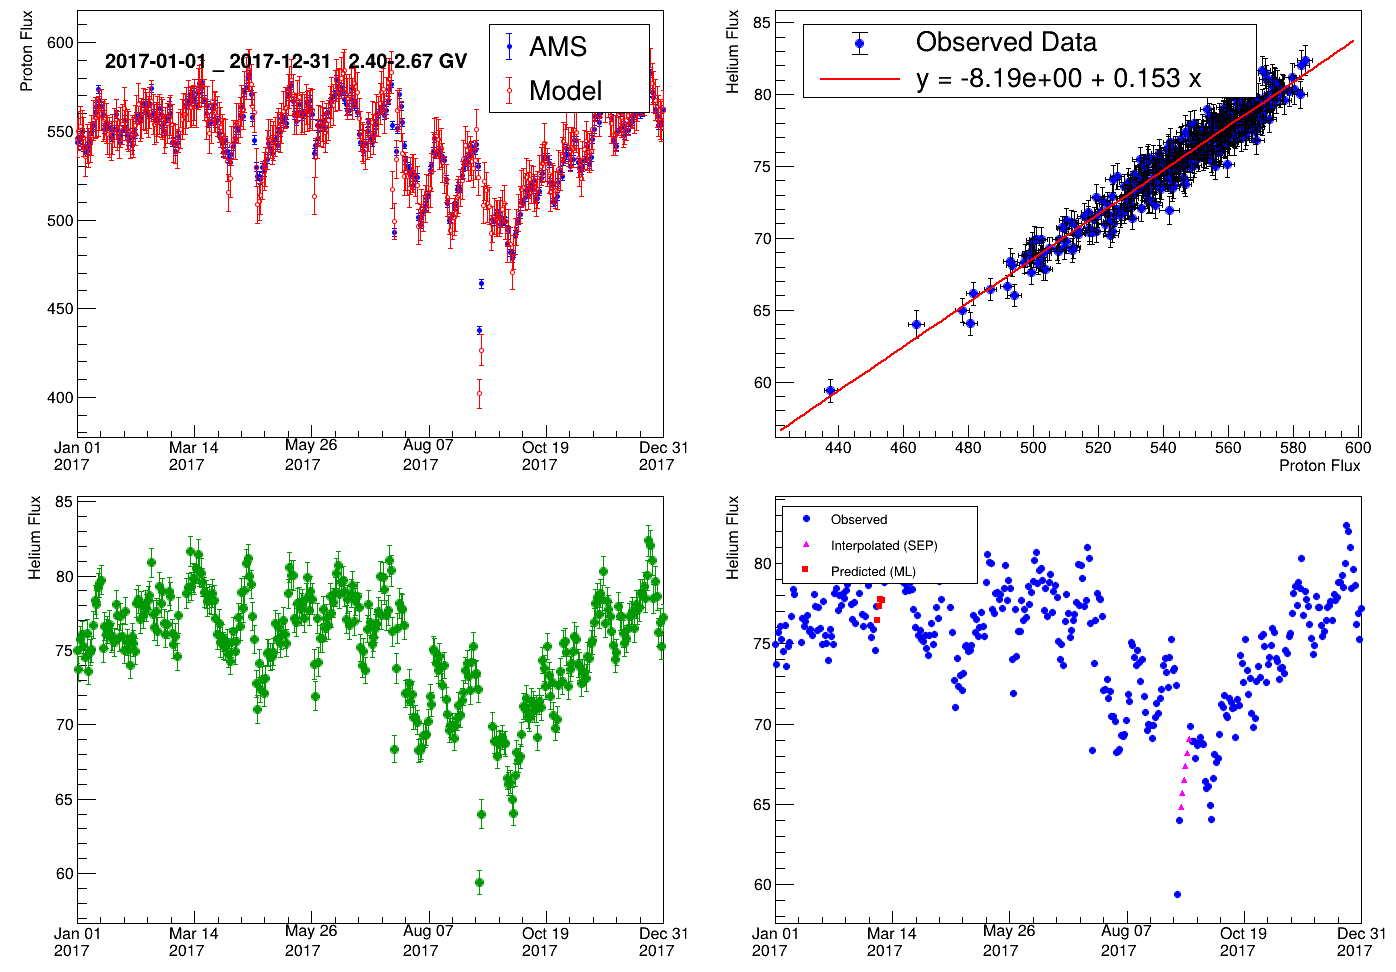 Proton Flux
600
550
500
450
400
2017-01-01 _ 2017-12-31   2.40-2.67 GV
AMS
Model
Jan 01 2017
Mar 14 2017
May 26 2017
Aug 07 2017
Oct 19 2017
Dec 31 2017
Helium Flux
85
80
75
70
65
60
Observed Data
y = -8.19e+00 + 0.153 x
440 460 480 500 520 540 560 580 600
Proton Flux
Helium Flux
85
80
75
70
65
60
Jan 01 2017
Mar 14 2017
May 26 2017
Aug 07 2017
Oct 19 2017
Dec 31 2017
Helium Flux
80
75
70
65
60
Observed
Interpolated (SEP)
Predicted (ML)
Jan 01 2017
Mar 14 2017
May 26 2017
Aug 07 2017
Oct 19 2017
Dec 31 2017